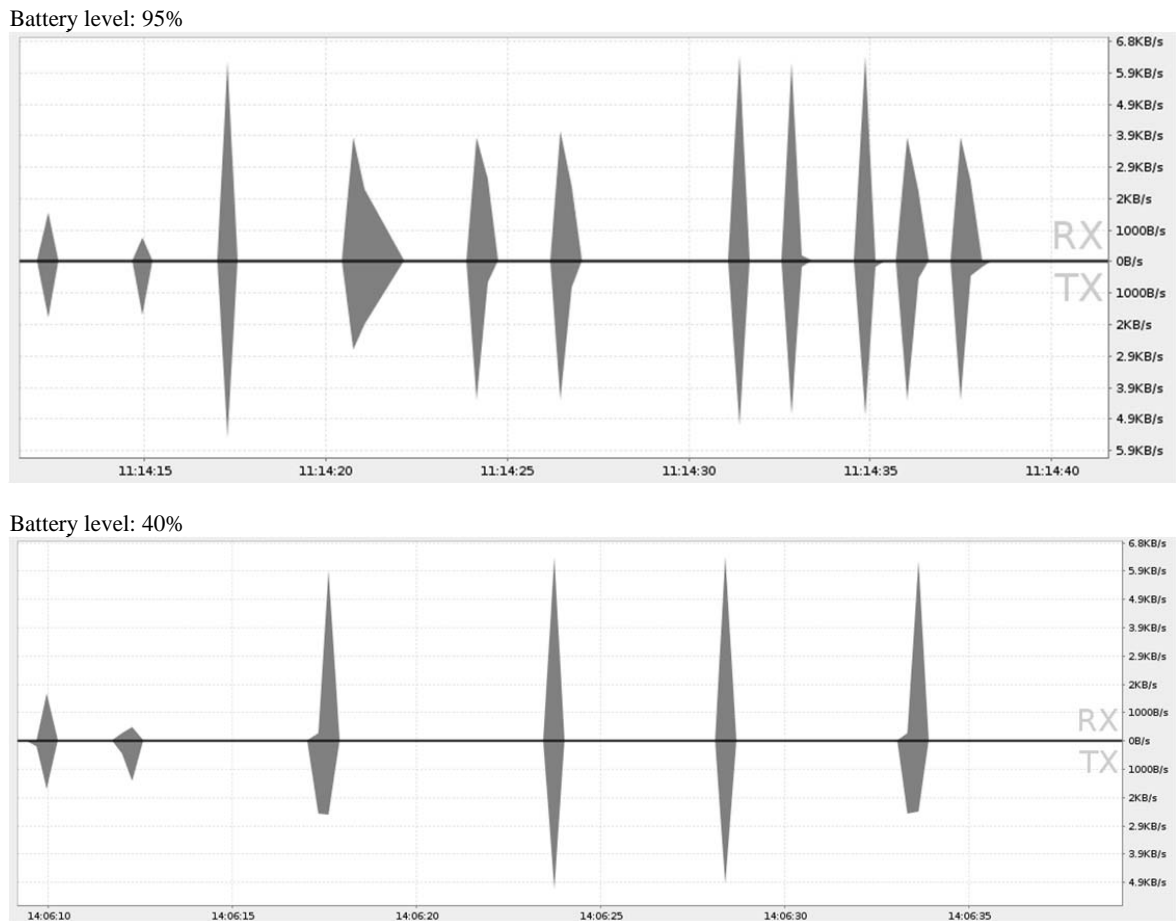 Battery level: 95%
6.8KB/s
5.9KB/s
4.9KB/s
3.9KB/s
2.9KB/s
2KB/s
1000B/s
RX
0B/s
TX
1000B/s
2KB/s
2.9KB/s
3.9KB/s
4.9KB/s
5.9KB/s
11:14:15 11:14:20 11:14:25 11:14:30 11:14:35 11:14:40
Battery level: 40%
6.8KB/s
5.9KB/s
4.9KB/s
3.9KB/s
2.9KB/s
2KB/s
1000B/s
RX
0B/s
TX
1000B/s
2KB/s
2.9KB/s
3.9KB/s
4.9KB/s
14:06:10 14:06:15 14:06:20 14:06:25 14:06:30 14:06:35